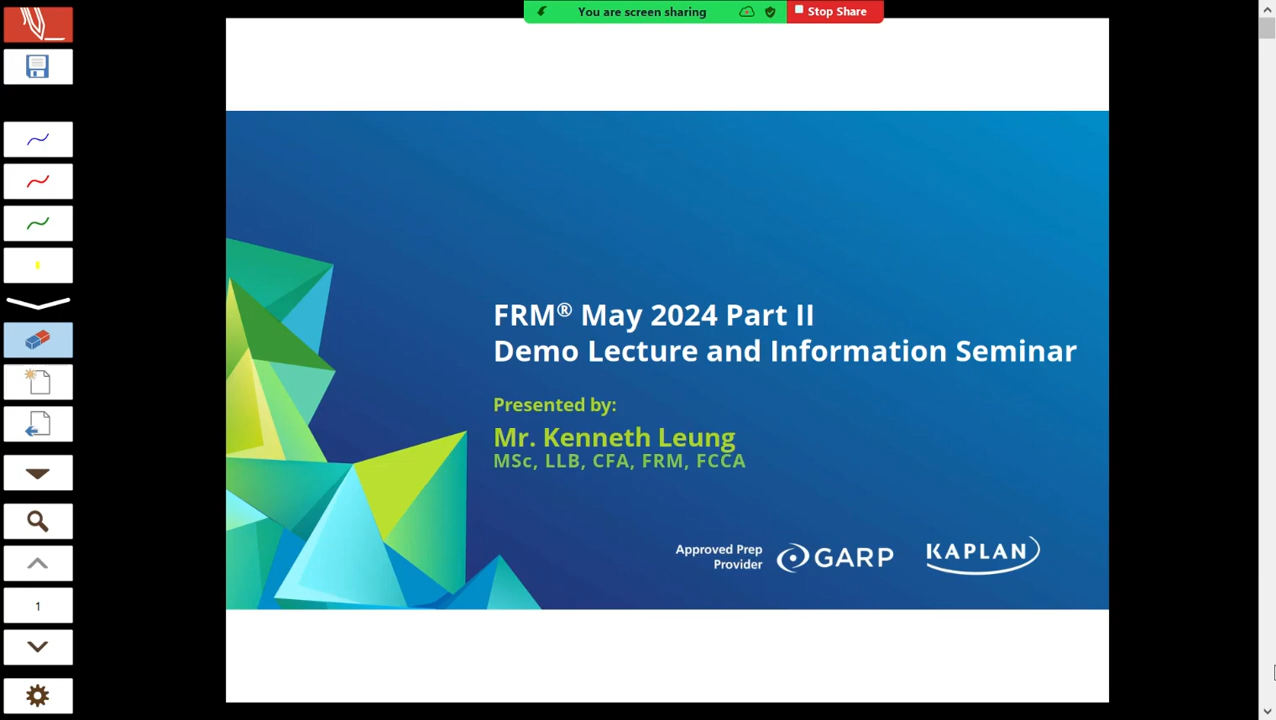 You are screen sharing
Stop Share
FRM® May 2024 Part II
Demo Lecture and Information Seminar
Presented by:
Mr. Kenneth Leung
MSc, LLB, CFA, FRM, FCCA
Approved Prep
Provider
GARP
KAPLAN
1